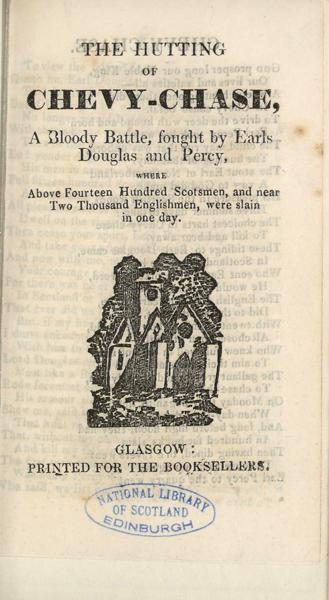 THE HUTTING
OF
CHEVY-CHASE,
A Bloody Battle, fought by Earls
Douglas and Percy,
WHERE
Above Fourteen Hundred Scotsmen, and near
Two Thousand Englishmen, were slain
in one day.
GLASGOW:
PRINTED FOR THE BOOKSELLERS.
NATIONAL LIBRARY
OF SCOTLAND
EDINBURGH